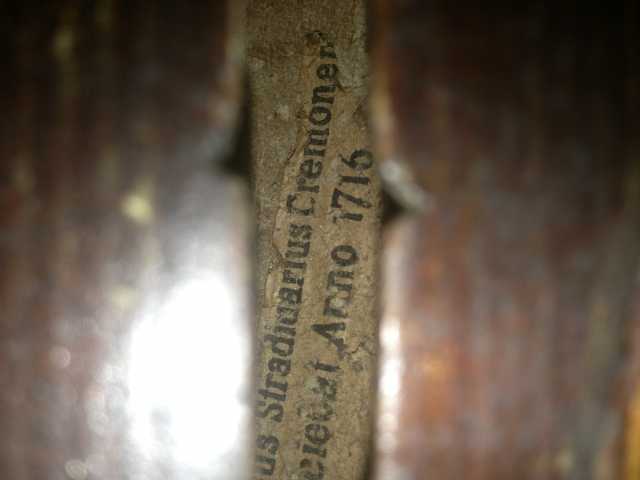 us Stradiuarius Cremonen
ciebat Anno 1716